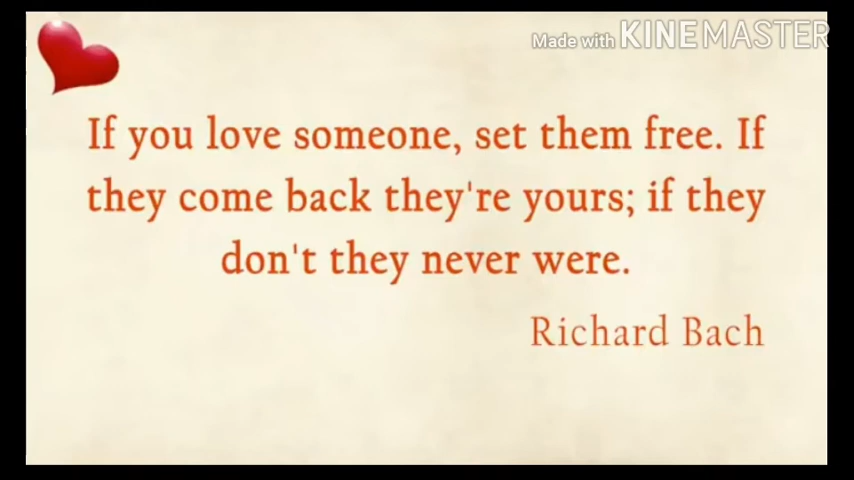 Made with KINEMASTER
If you love someone, set them free. If
they come back they're yours; if they
don't they never were.
Richard Bach